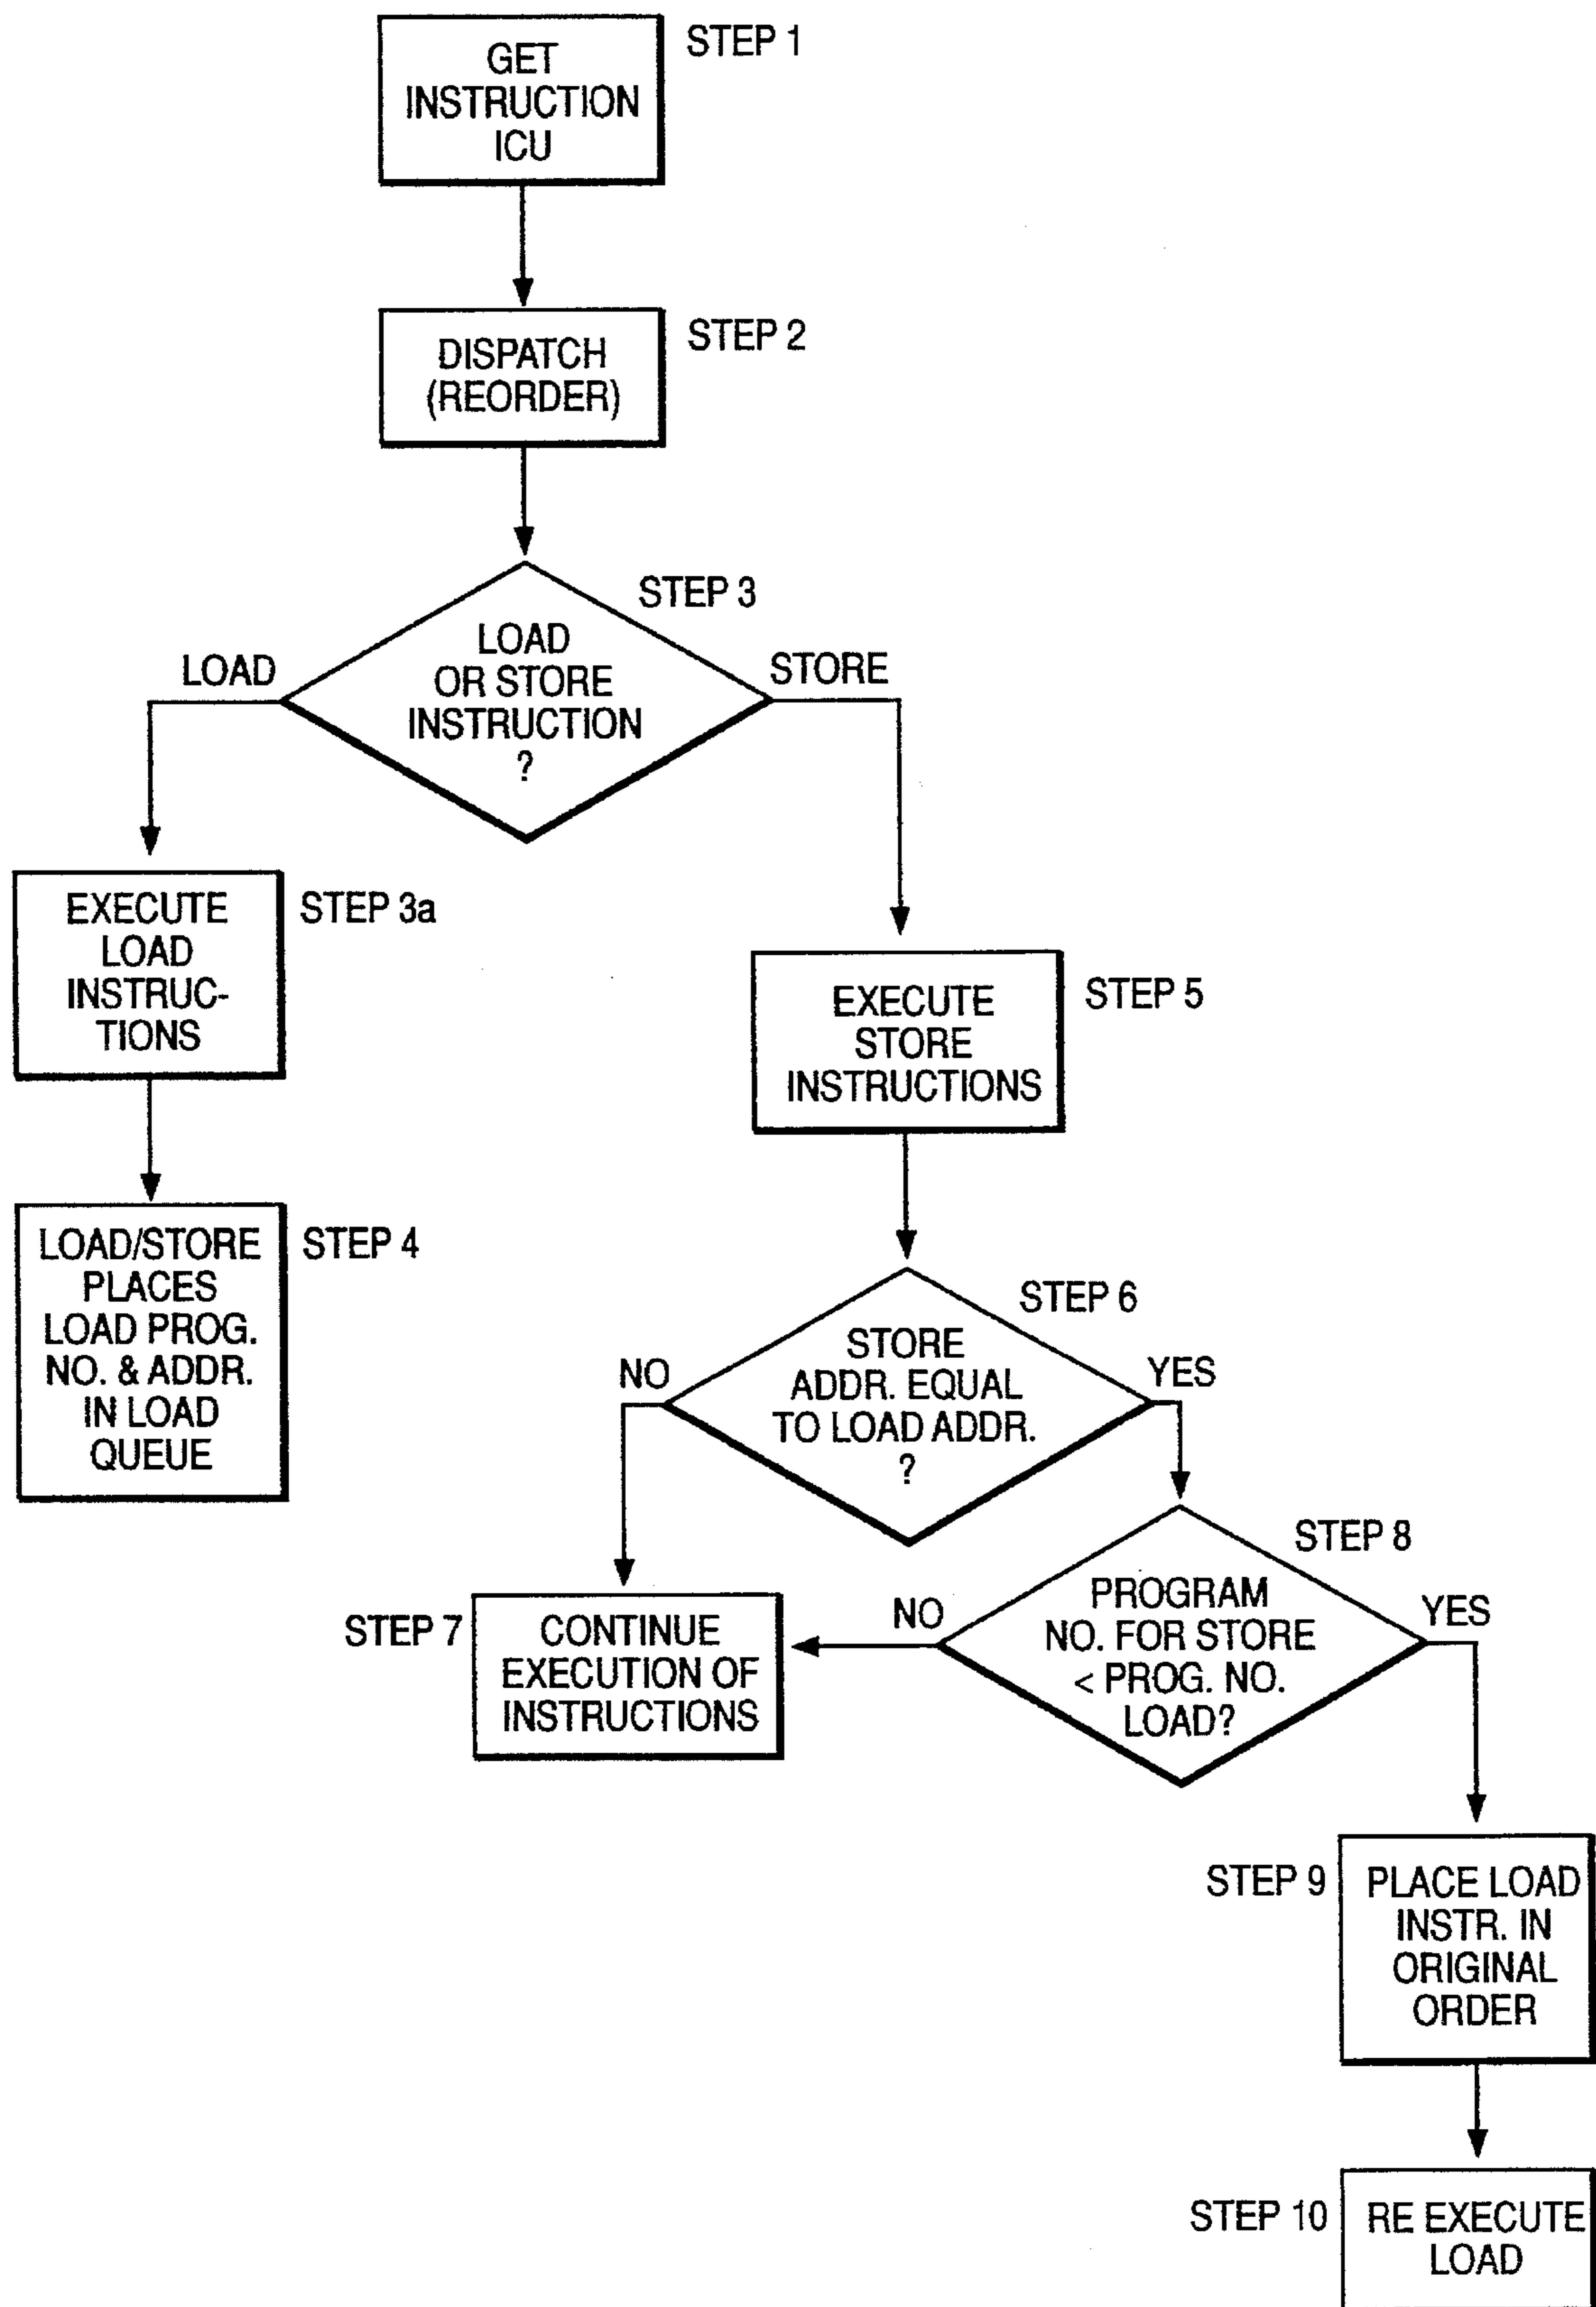 GET
INSTRUCTION
ICU
STEP 1
DISPATCH
(REORDER)
STEP 2
STEP 3
LOAD
OR STORE
INSTRUCTION
?
LOAD
STORE
EXECUTE
LOAD
INSTRUC-
TIONS
STEP 3a
LOAD/STORE
PLACES
LOAD PROG.
NO. & ADDR.
IN LOAD
QUEUE
STEP 4
EXECUTE
STORE
INSTRUCTIONS
STEP 5
STEP 6
STORE
ADDR. EQUAL
TO LOAD ADDR.
?
NO
YES
STEP 7
CONTINUE
EXECUTION OF
INSTRUCTIONS
STEP 8
PROGRAM
NO. FOR STORE
< PROG. NO.
LOAD?
NO
YES
STEP 9
PLACE LOAD
INSTR. IN
ORIGINAL
ORDER
STEP 10
RE EXECUTE
LOAD